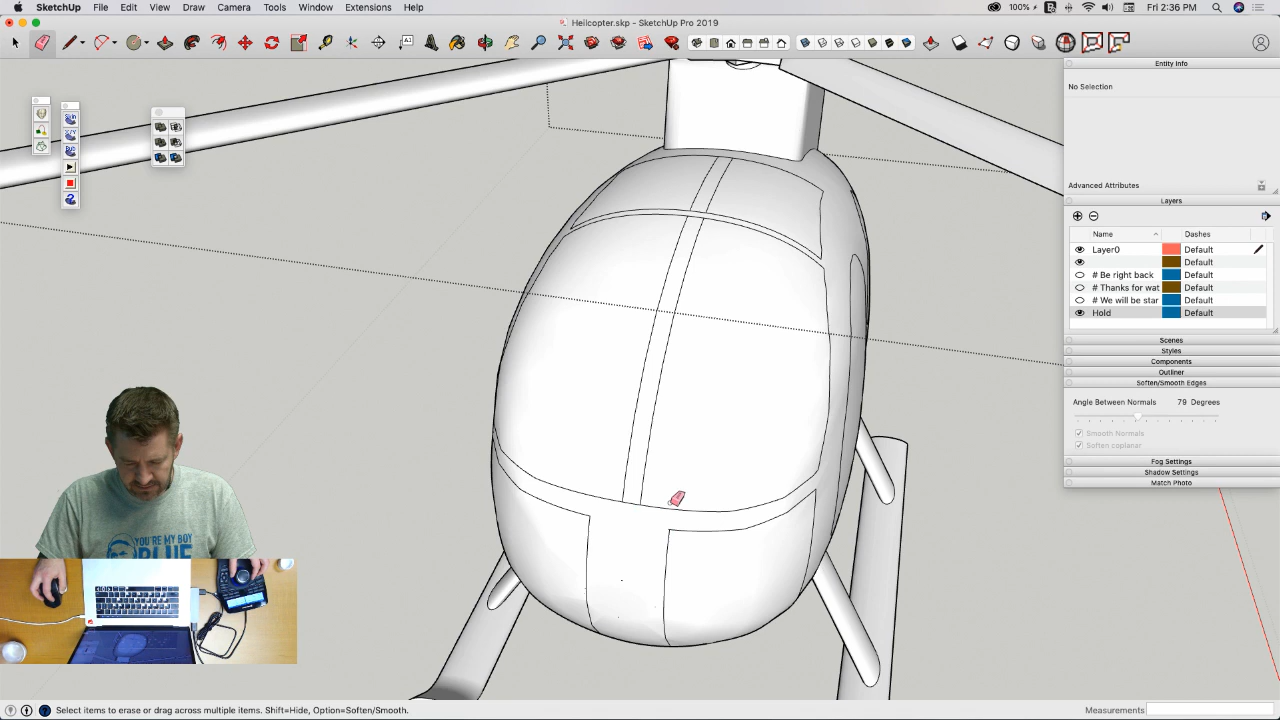 SketchUp File Edit View Draw Camera Tools Window Extensions Help 100% Fri 2:36 PM
Heilcopter.skp - SketchUp Pro 2019
Entity Info
No Selection
Advanced Attributes
Layers
Name Dashes
Layer0 Default
Default
# Be right back Default
# Thanks for wat Default
# We will be star Default
Hold Default
Scenes
Styles
Components
Outliner
Soften/Smooth Edges
Angle Between Normals 79 Degrees
Smooth Normals
Soften coplanar
Fog Settings
Shadow Settings
Match Photo
YOU'RE MY BOY
BLUE
Select items to erase or drag across multiple items. Shift=Hide, Option=Soften/Smooth. Measurements